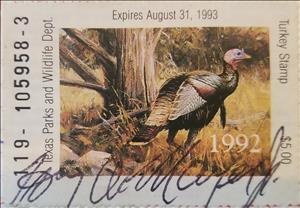 Expires August 31, 1993
119-105958-3
Texas Parks and Wildlife Dept.
Turkey Stamp
1992
$5.00